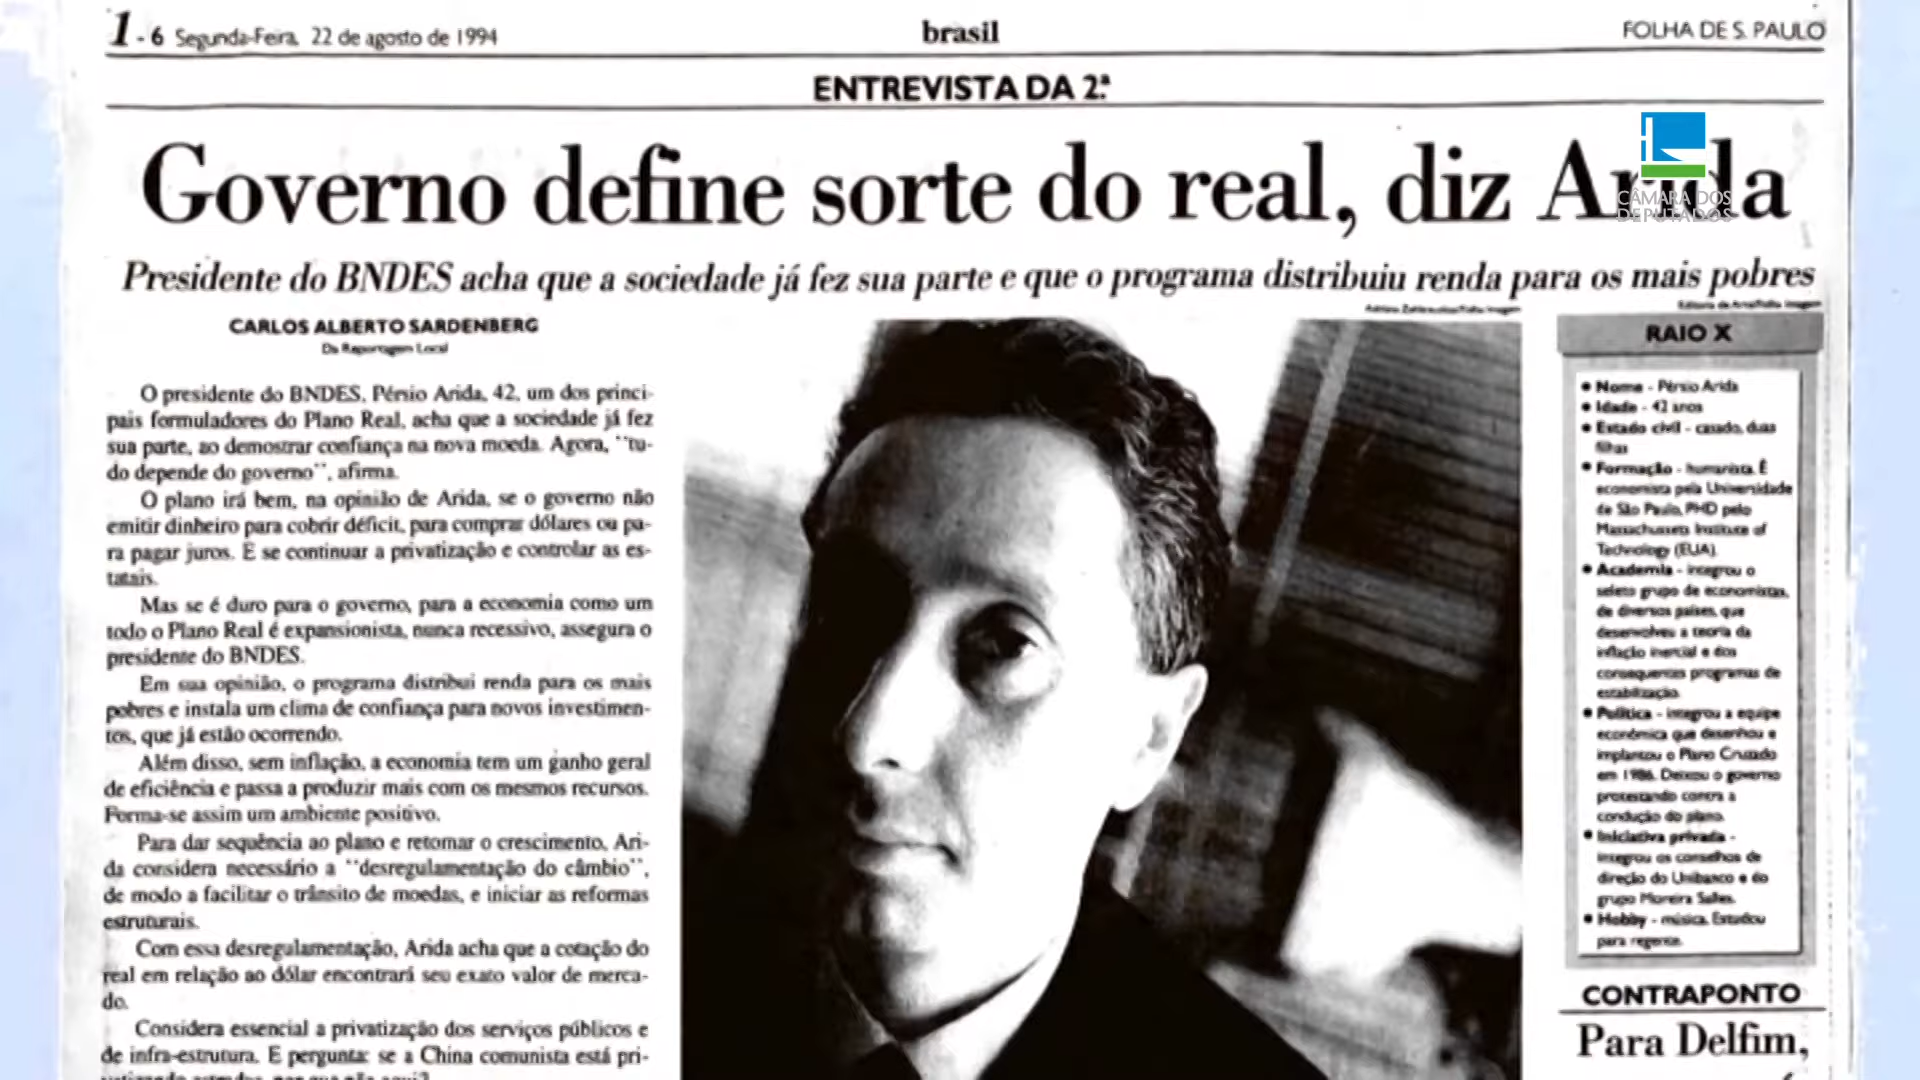 1 - 6 Segunda-Feira, 22 de agosto de 1994
brasil
FOLHA DE S. PAULO
ENTREVISTA DA 2ª
Governo define sorte do real, diz Arida
CÂMARA DOS
DEPUTADOS
Presidente do BNDES acha que a sociedade já fez sua parte e que o programa distribuiu renda para os mais pobres
CARLOS ALBERTO SARDENBERG
Da Reportagem Local
O presidente do BNDES, Pérsio Arida, 42, um dos princi-
pais formuladores do Plano Real, acha que a sociedade já fez
sua parte, ao demostrar confiança na nova moeda. Agora, "tu-
do depende do governo", afirma.
O plano irá bem, na opinião de Arida, se o governo não
emitir dinheiro para cobrir déficit, para comprar dólares ou pa-
ra pagar juros. E se continuar a privatização e controlar as es-
tatais.
Mas se é duro para o governo, para a economia como um
todo o Plano Real é expansionista, nunca recessivo, assegura o
presidente do BNDES.
Em sua opinião, o programa distribui renda para os mais
pobres e instala um clima de confiança para novos investimen-
tos, que já estão ocorrendo.
Além disso, sem inflação, a economia tem um ganho geral
de eficiência e passa a produzir mais com os mesmos recursos.
Forma-se assim um ambiente positivo.
Para dar sequência ao plano e retomar o crescimento, Ari-
da considera necessário a "desregulamentação do câmbio",
de modo a facilitar o trânsito de moedas, e iniciar as reformas
estruturais.
Com essa desregulamentação, Arida acha que a cotação do
real em relação ao dólar encontrará seu exato valor de merca-
do.
Considera essencial a privatização dos serviços públicos e
de infra-estrutura. E pergunta: se a China comunista está pri-
RAIO X
• Nome - Pérsio Arida
• Idade - 42 anos
• Estado civil - casado, duas
filhas
• Formação - humanista. É
economista pela Universidade
de São Paulo, PHD pelo
Massachussets Institute of
Technology (EUA).
• Academia - integrou o
seleto grupo de economistas,
de diversos países, que
desenvolveu a teoria da
inflação inercial e dos
consequentes programas de
estabilização.
• Política - integrou a equipe
econômica que desenhou e
implantou o Plano Cruzado
em 1986. Deixou o governo
protestando contra a
condução do plano.
• Iniciativa privada -
integrou os conselhos de
direção do Unibanco e do
grupo Moreira Salles.
• Hobby - música. Estudou
para regente.
CONTRAPONTO
Para Delfim,